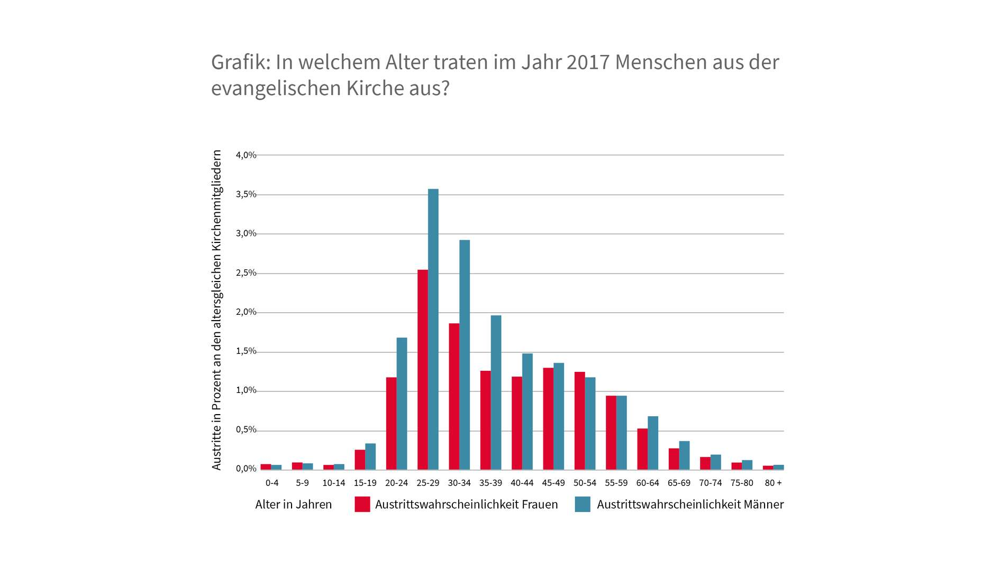 Grafik: In welchem Alter traten im Jahr 2017 Menschen aus der
evangelischen Kirche aus?
Austritte in Prozent an den altersgleichen Kirchenmitgliedern
4,0%
3,5%
3,0%
2,5%
2,0%
1,5%
1,0%
0,5%
0,0%
0-4 5-9 10-14 15-19 20-24 25-29 30-34 35-39 40-44 45-49 50-54 55-59 60-64 65-69 70-74 75-80 80 +
Alter in Jahren Austrittswahrscheinlichkeit Frauen Austrittswahrscheinlichkeit Männer